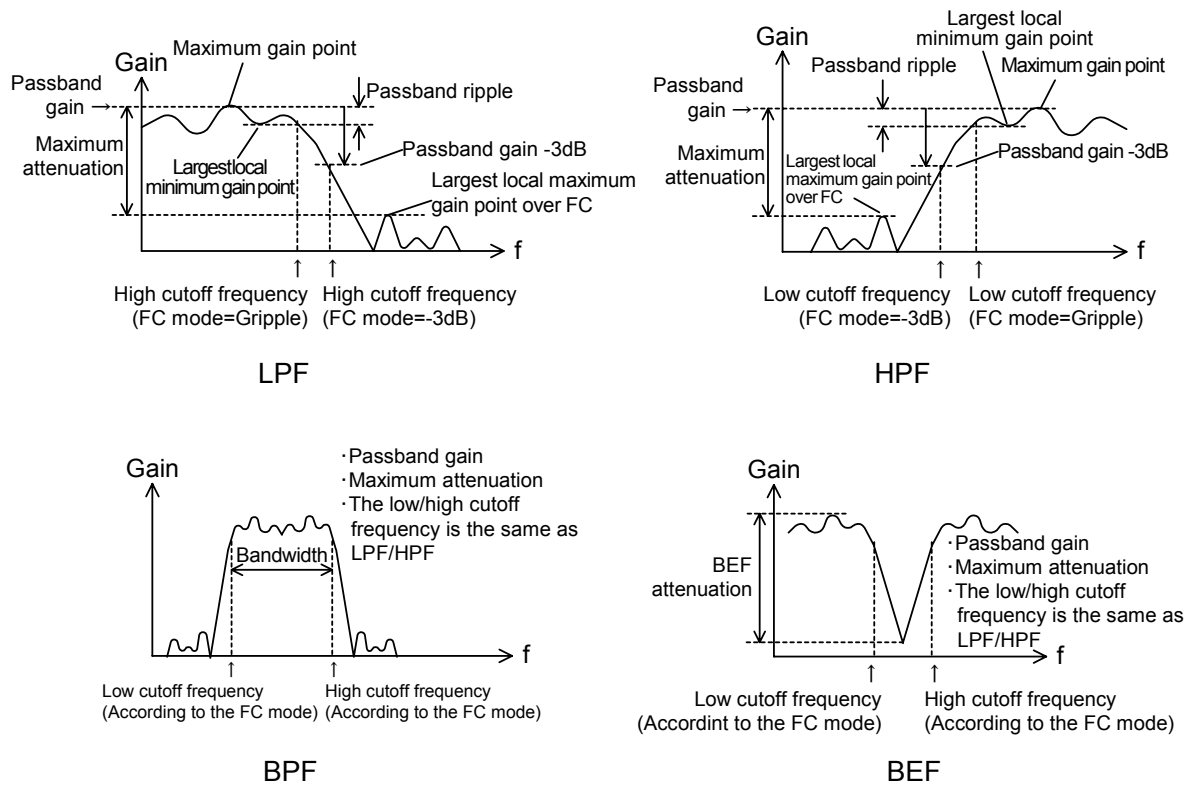 Maximum gain point
Gain
Passband
gain →
Passband ripple
Maximum
attenuation
Largestlocal
minimum gain point
Passband gain -3dB
Largest local maximum
gain point over FC
f
↑
↑
High cutoff frequency
(FC mode=Gripple)
High cutoff frequency
(FC mode=-3dB)
LPF
Largest local
minimum gain point
Gain
Passband ripple
Maximum gain point
Passband
gain →
Maximum
attenuation
Largest local
maximum gain point
over FC
Passband gain -3dB
f
↑
↑
Low cutoff frequency
(FC mode=-3dB)
Low cutoff frequency
(FC mode=Gripple)
HPF
Gain
·Passband gain
·Maximum attenuation
·The low/high cutoff
frequency is the same as
LPF/HPF
Bandwidth
f
↑
↑
Low cutoff frequency
(According to the FC mode)
High cutoff frequency
(According to the FC mode)
BPF
Gain
BEF
attenuation
·Passband gain
·Maximum attenuation
·The low/high cutoff
frequency is the same as
LPF/HPF
f
↑
↑
Low cutoff frequency
(Accordint to the FC mode)
High cutoff frequency
(According to the FC mode)
BEF